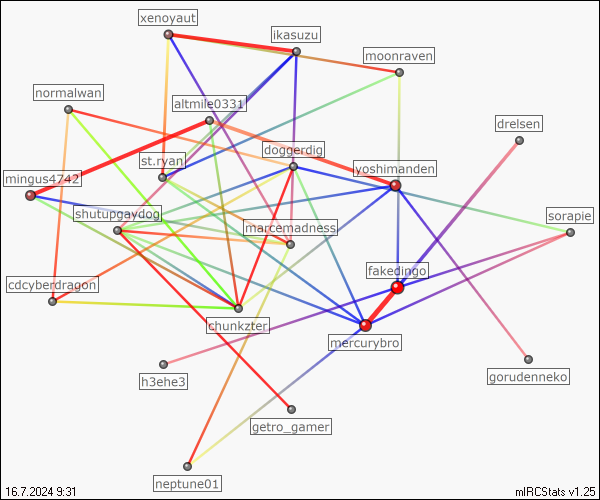 xenoyaut
ikasuzu
moonraven
normalwan
altmile0331
drelsen
doggerdig
st.ryan
yoshimanden
mingus4742
shutupgaydog
sorapie
marcemadness
fakedingo
cdcyberdragon
chunkzter
mercurybro
h3ehe3
gorudenneko
getro_gamer
neptune01
16.7.2024 9:31
mIRCStats v1.25